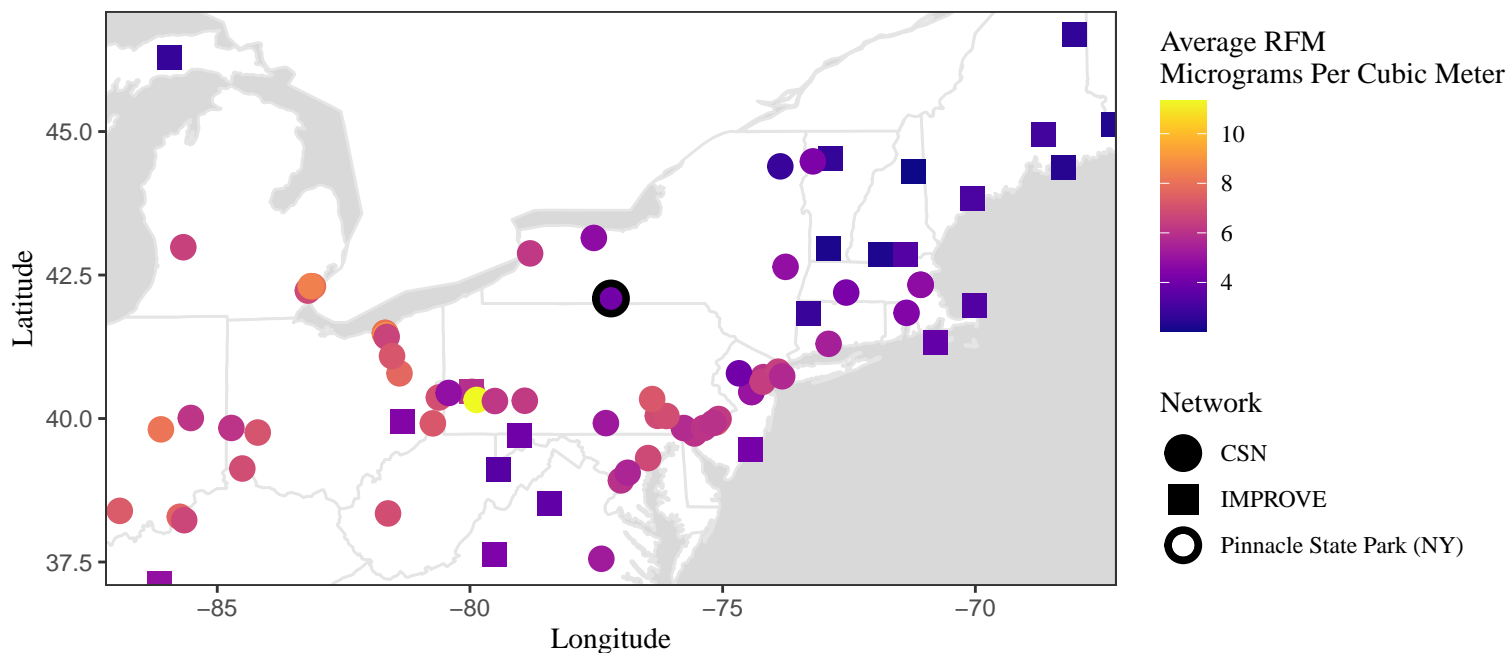 45.0
42.5
40.0
37.5
Latitude
−85
−80
−75
−70
Longitude
Average RFM
Micrograms Per Cubic Meter
10
8
6
4
Network
CSN
IMPROVE
Pinnacle State Park (NY)